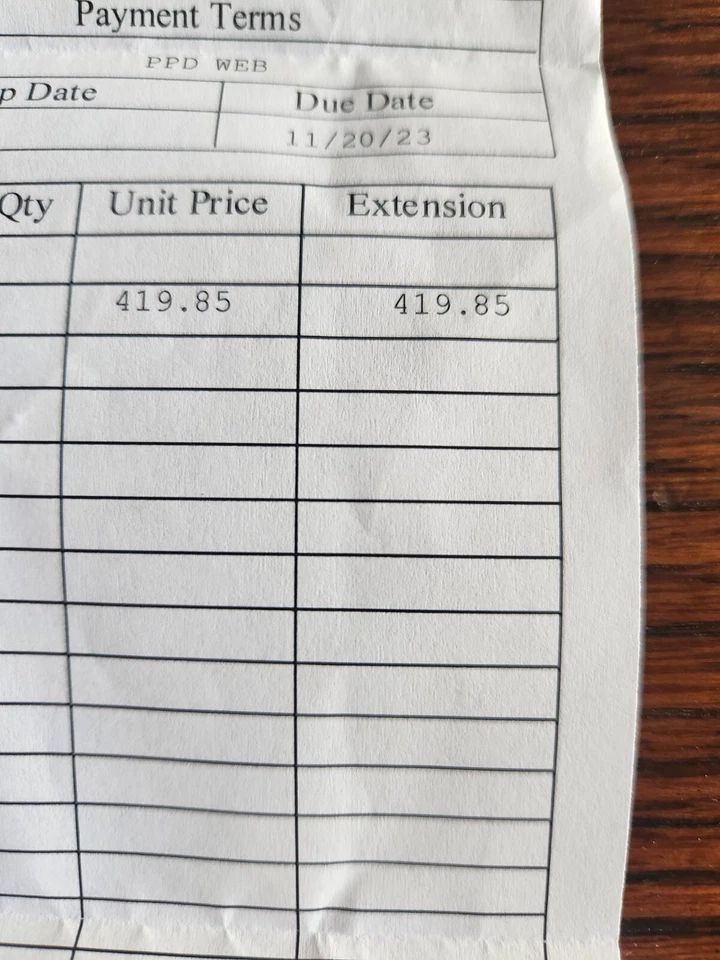 Payment Terms
PPD WEB
p Date Due Date
11/20/23
Qty Unit Price Extension
419.85 419.85